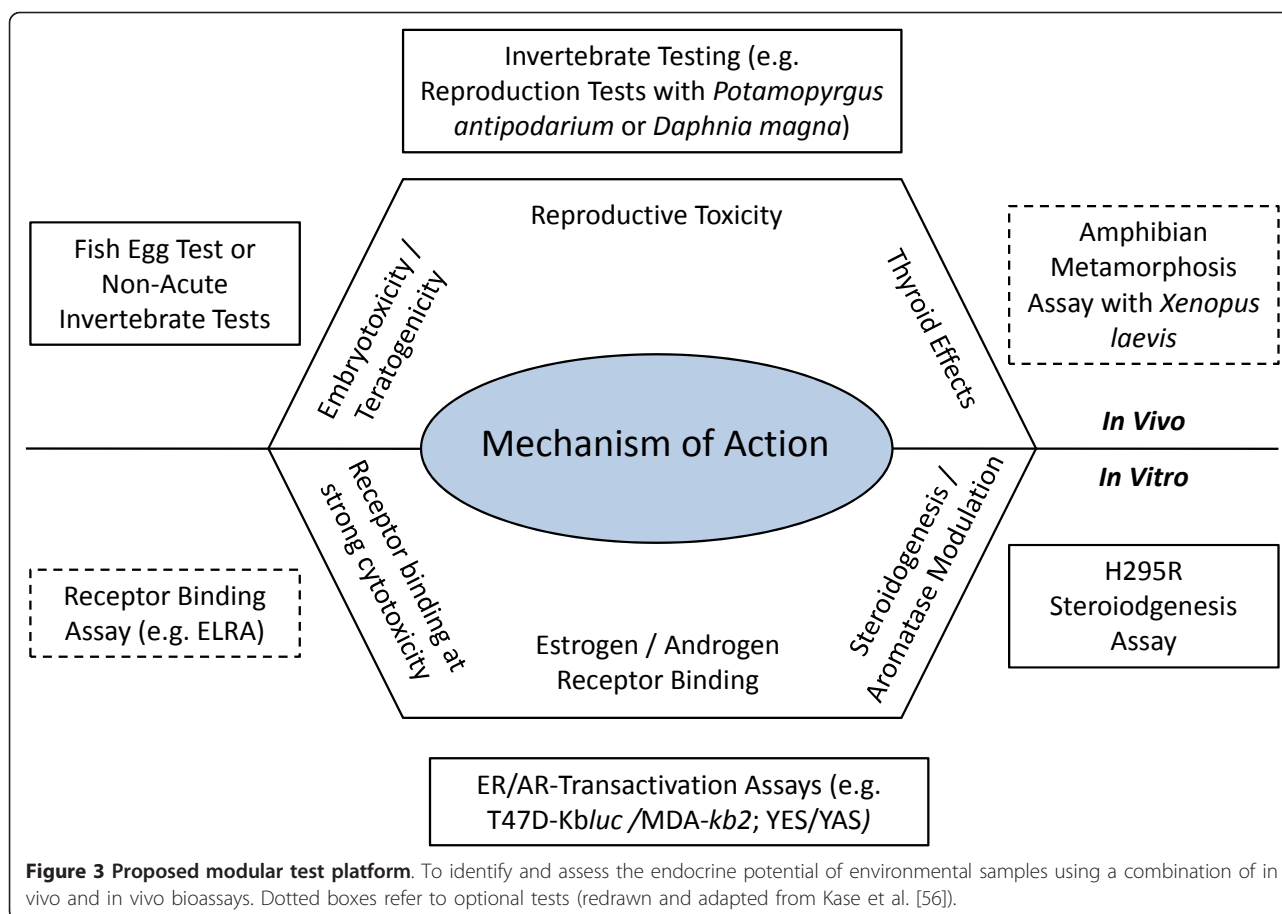 Invertebrate Testing (e.g.
Reproduction Tests with Potamopyrgus
antipodarium or Daphnia magna)
Fish Egg Test or
Non-Acute
Invertebrate Tests
Embryotoxicity /
Teratogenicity
Reproductive Toxicity
Thyroid Effects
Amphibian
Metamorphosis
Assay with Xenopus
laevis
Mechanism of Action
In Vivo
In Vitro
Receptor Binding
Assay (e.g. ELRA)
Receptor binding at
strong cytotoxicity
Estrogen / Androgen
Receptor Binding
Steroidogenesis /
Aromatase Modulation
H295R
Steroiodgenesis
Assay
ER/AR-Transactivation Assays (e.g.
T47D-Kbluc /MDA-kb2; YES/YAS)
Figure 3 Proposed modular test platform. To identify and assess the endocrine potential of environmental samples using a combination of in
vivo and in vivo bioassays. Dotted boxes refer to optional tests (redrawn and adapted from Kase et al. [56]).